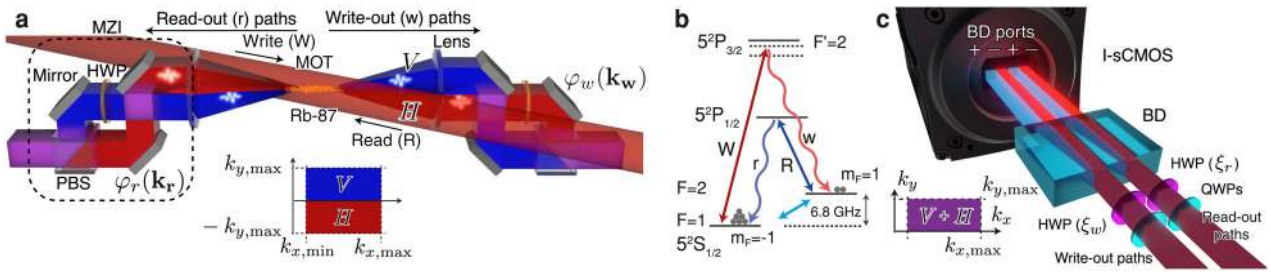 a
MZI
Read-out (r) paths
Write-out (w) paths
Write (W)
Lens
Mirror
HWP
MOT
V
φw(kw)
H
Rb-87
Read (R)
PBS
φr(kr)
ky,max
V
H
− ky,max
kx,min
kx,max
b
5²P3/2
F'=2
5²P1/2
W
r
R
w
F=2
mF=1
F=1
6.8 GHz
5²S1/2
mF=-1
c
BD ports
+ − + −
I-sCMOS
BD
HWP (ξr)
QWPs
ky
ky,max
V + H
kx
kx,max
HWP (ξw)
Read-out
paths
Write-out paths